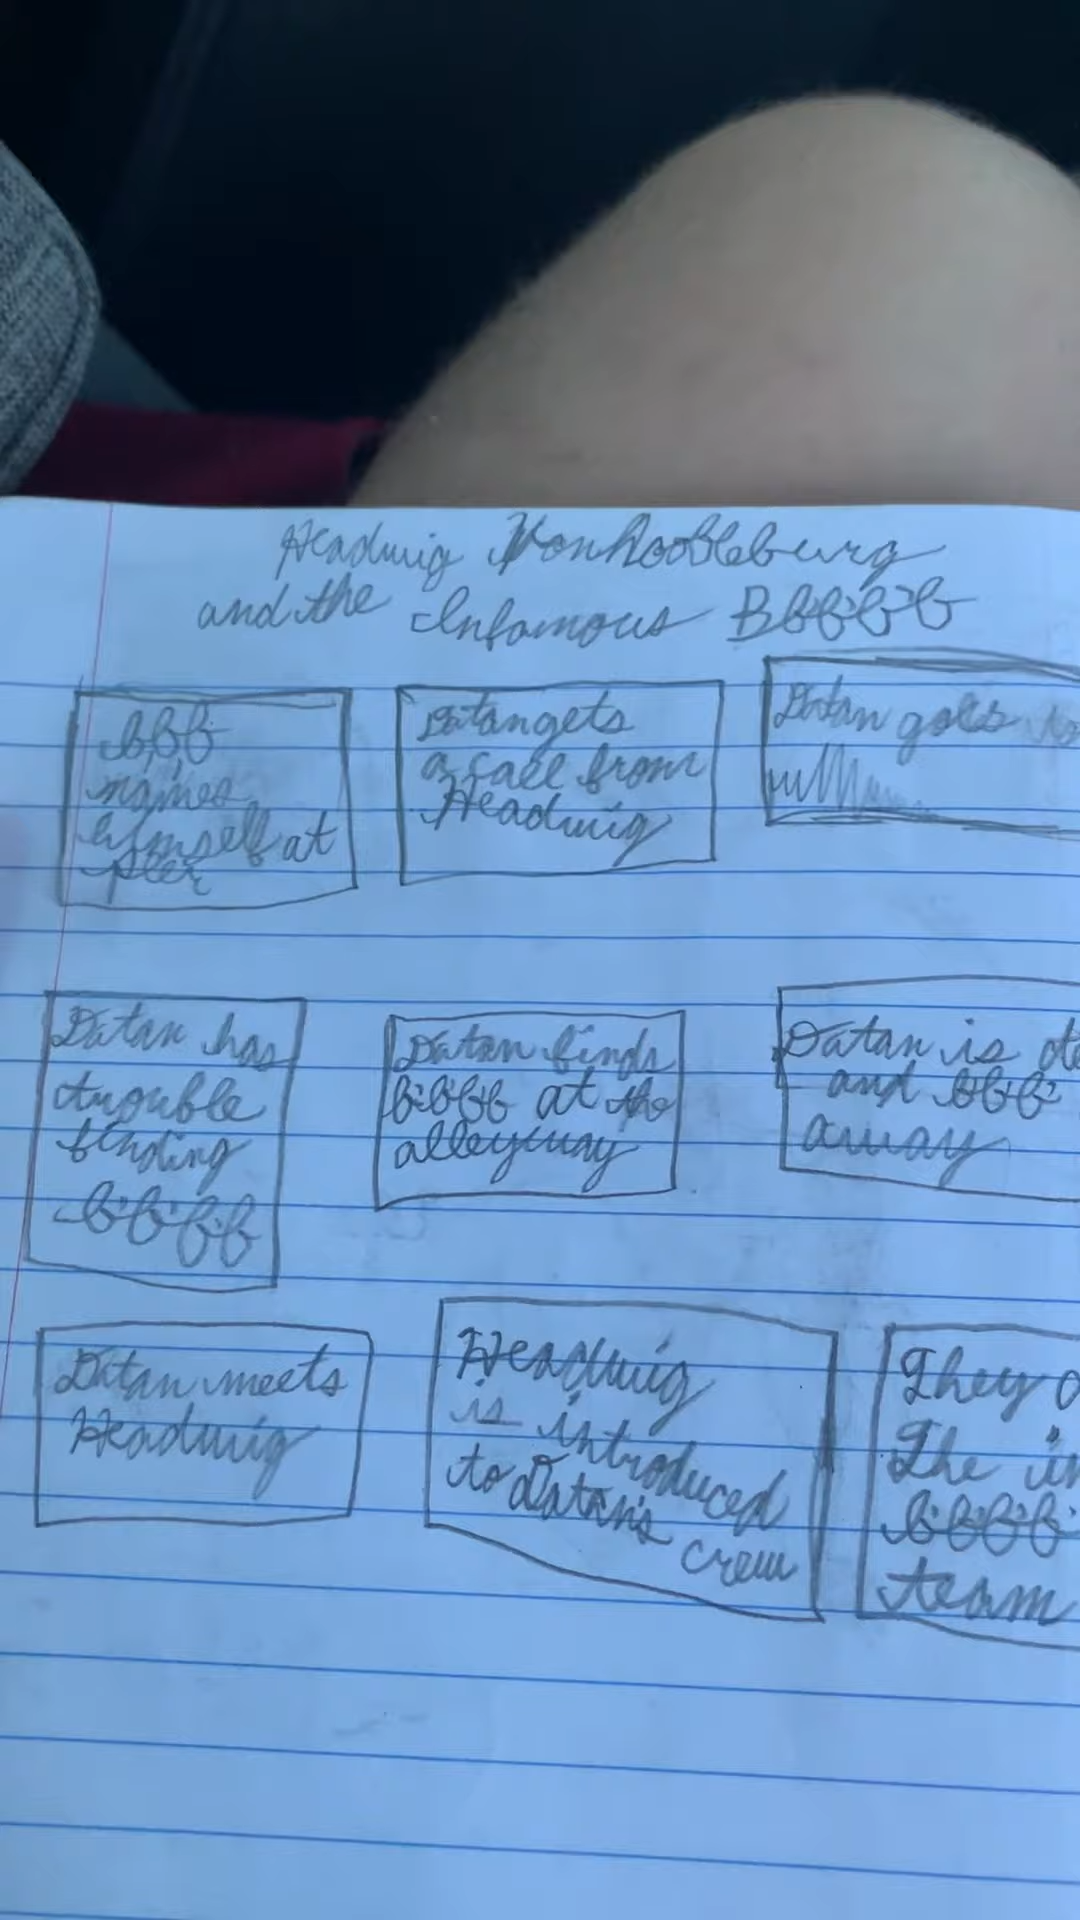 Headwig Vonhoobleburg
and the Infamous B.b.b.b.b
b.b.b
names
himself at
Datan gets
a call from
Headwig
Datan goes to
Datan has
trouble
finding
b.b.b.b
Datan finds
b.b.b.b at the
alleyway
Datan is
and b.b.b
away
Datan meets
Headwig
Headwig
is introduced
to Datan's
crew
They
The
b.b.b.b
team